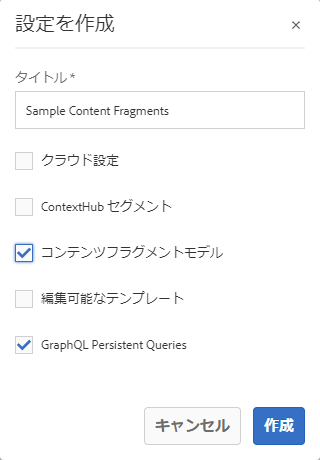 設定を作成
×
タイトル *
Sample Content Fragments
クラウド設定
ContextHub セグメント
コンテンツフラグメントモデル
編集可能なテンプレート
GraphQL Persistent Queries
キャンセル 作成